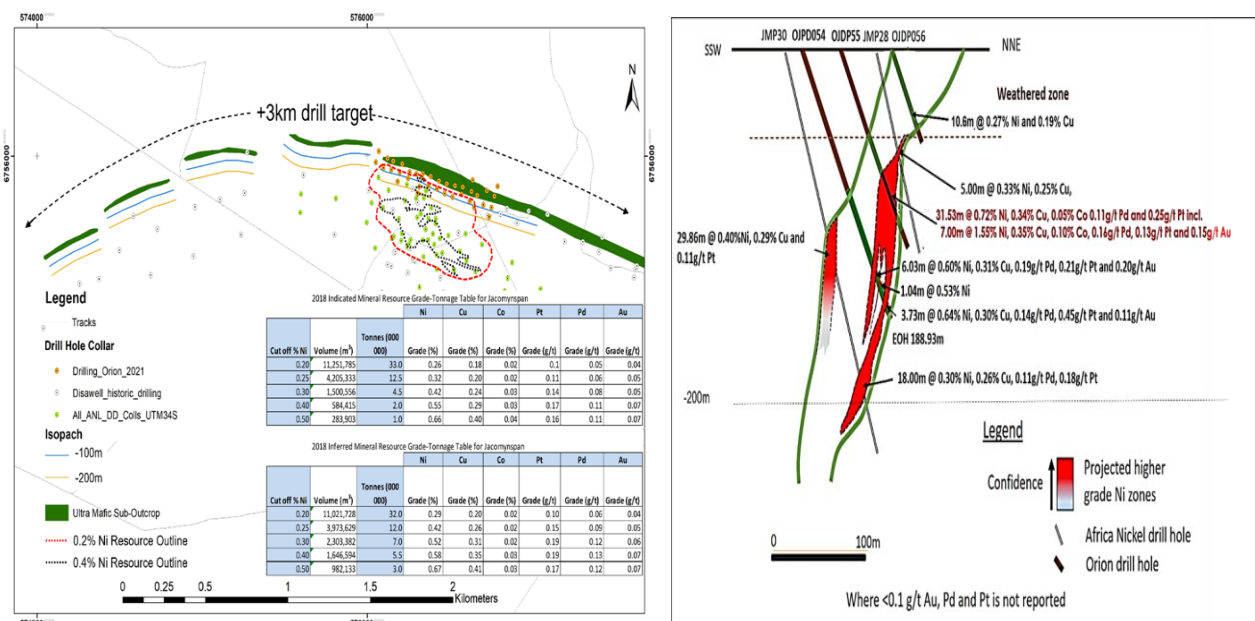 574000
576000
N
+3km drill target
6756000
6756000
Legend
Tracks
Drill Hole Collar
Drilling_Orion_2021
Disawell_historic_drilling
All_ANL_DD_Colls_UTM34S
Isopach
-100m
-200m
Ultra Mafic Sub-Outcrop
0.2% Ni Resource Outline
0.4% Ni Resource Outline
2018 Indicated Mineral Resource Grade-Tonnage Table for Jacomynspan
Ni Cu Co Pt Pd Au
Cut off % Ni Volume (m³) Tonnes (000 000) Grade (%) Grade (%) Grade (%) Grade (g/t) Grade (g/t) Grade (g/t)
0.20 11,251,785 33.0 0.26 0.18 0.02 0.1 0.05 0.04
0.25 4,205,333 12.5 0.32 0.20 0.02 0.11 0.06 0.05
0.30 1,500,556 4.5 0.42 0.24 0.03 0.14 0.08 0.05
0.40 584,415 2.0 0.55 0.29 0.03 0.17 0.11 0.07
0.50 283,903 1.0 0.66 0.40 0.04 0.16 0.11 0.07
2018 Inferred Mineral Resource Grade-Tonnage Table for Jacomynspan
Ni Cu Co Pt Pd Au
Cut off % Ni Volume (m³) Tonnes (000 000) Grade (%) Grade (%) Grade (%) Grade (g/t) Grade (g/t) Grade (g/t)
0.20 11,021,728 32.0 0.29 0.20 0.02 0.10 0.06 0.04
0.25 3,973,629 12.0 0.42 0.26 0.02 0.15 0.09 0.05
0.30 2,303,382 7.0 0.52 0.31 0.02 0.19 0.12 0.06
0.40 1,646,594 5.5 0.58 0.35 0.03 0.19 0.13 0.07
0.50 982,133 3.0 0.67 0.41 0.03 0.17 0.12 0.07
0 0.25 0.5 1 1.5 2
Kilometers
JMP30 OJPD054 OJDP55 JMP28 OJDP056
SSW
NNE
Weathered zone
10.6m @ 0.27% Ni and 0.19% Cu
5.00m @ 0.33% Ni, 0.25% Cu,
31.53m @ 0.72% Ni, 0.34% Cu, 0.05% Co 0.11g/t Pd and 0.25g/t Pt incl.
7.00m @ 1.55% Ni, 0.35% Cu, 0.10% Co, 0.16g/t Pd, 0.13g/t Pt and 0.15g/t Au
29.86m @ 0.40%Ni, 0.29% Cu and
0.11g/t Pt
6.03m @ 0.60% Ni, 0.31% Cu, 0.19g/t Pd, 0.21g/t Pt and 0.20g/t Au
1.04m @ 0.53% Ni
3.73m @ 0.64% Ni, 0.30% Cu, 0.14g/t Pd, 0.45g/t Pt and 0.11g/t Au
EOH 188.93m
18.00m @ 0.30% Ni, 0.26% Cu, 0.11g/t Pd, 0.18g/t Pt
-200m
Legend
Confidence
Projected higher
grade Ni zones
Africa Nickel drill hole
Orion drill hole
0 100m
Where <0.1 g/t Au, Pd and Pt is not reported